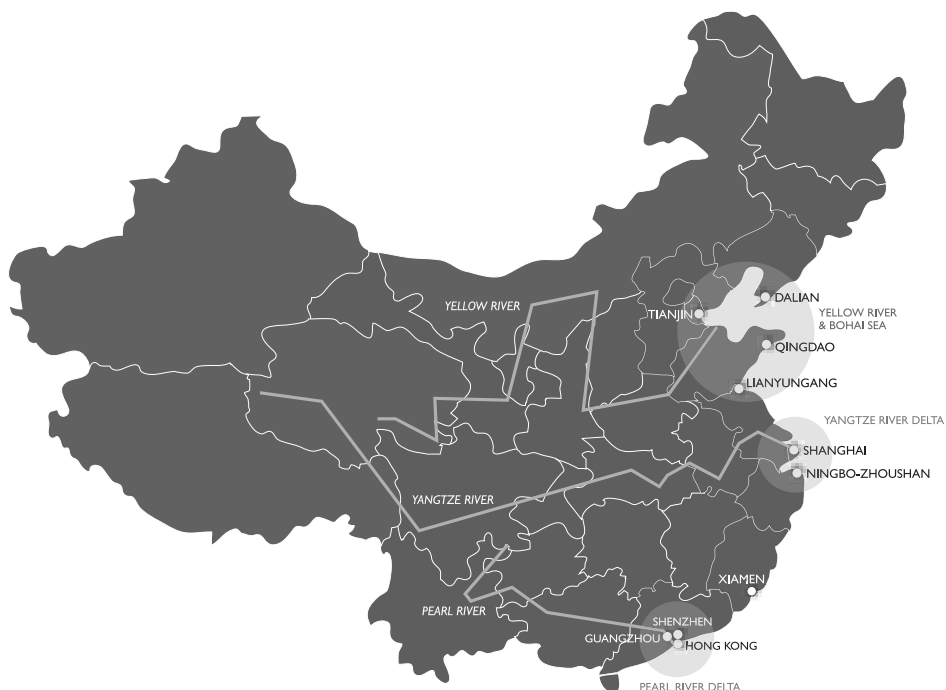 YELLOW RIVER
DALIAN
TIANJIN
YELLOW RIVER
& BOHAI SEA
QINGDAO
LIANYUNGANG
YANGTZE RIVER DELTA
SHANGHAI
NINGBO-ZHOUSHAN
YANGTZE RIVER
XIAMEN
PEARL RIVER
SHENZHEN
GUANGZHOU
HONG KONG
PEARL RIVER DELTA